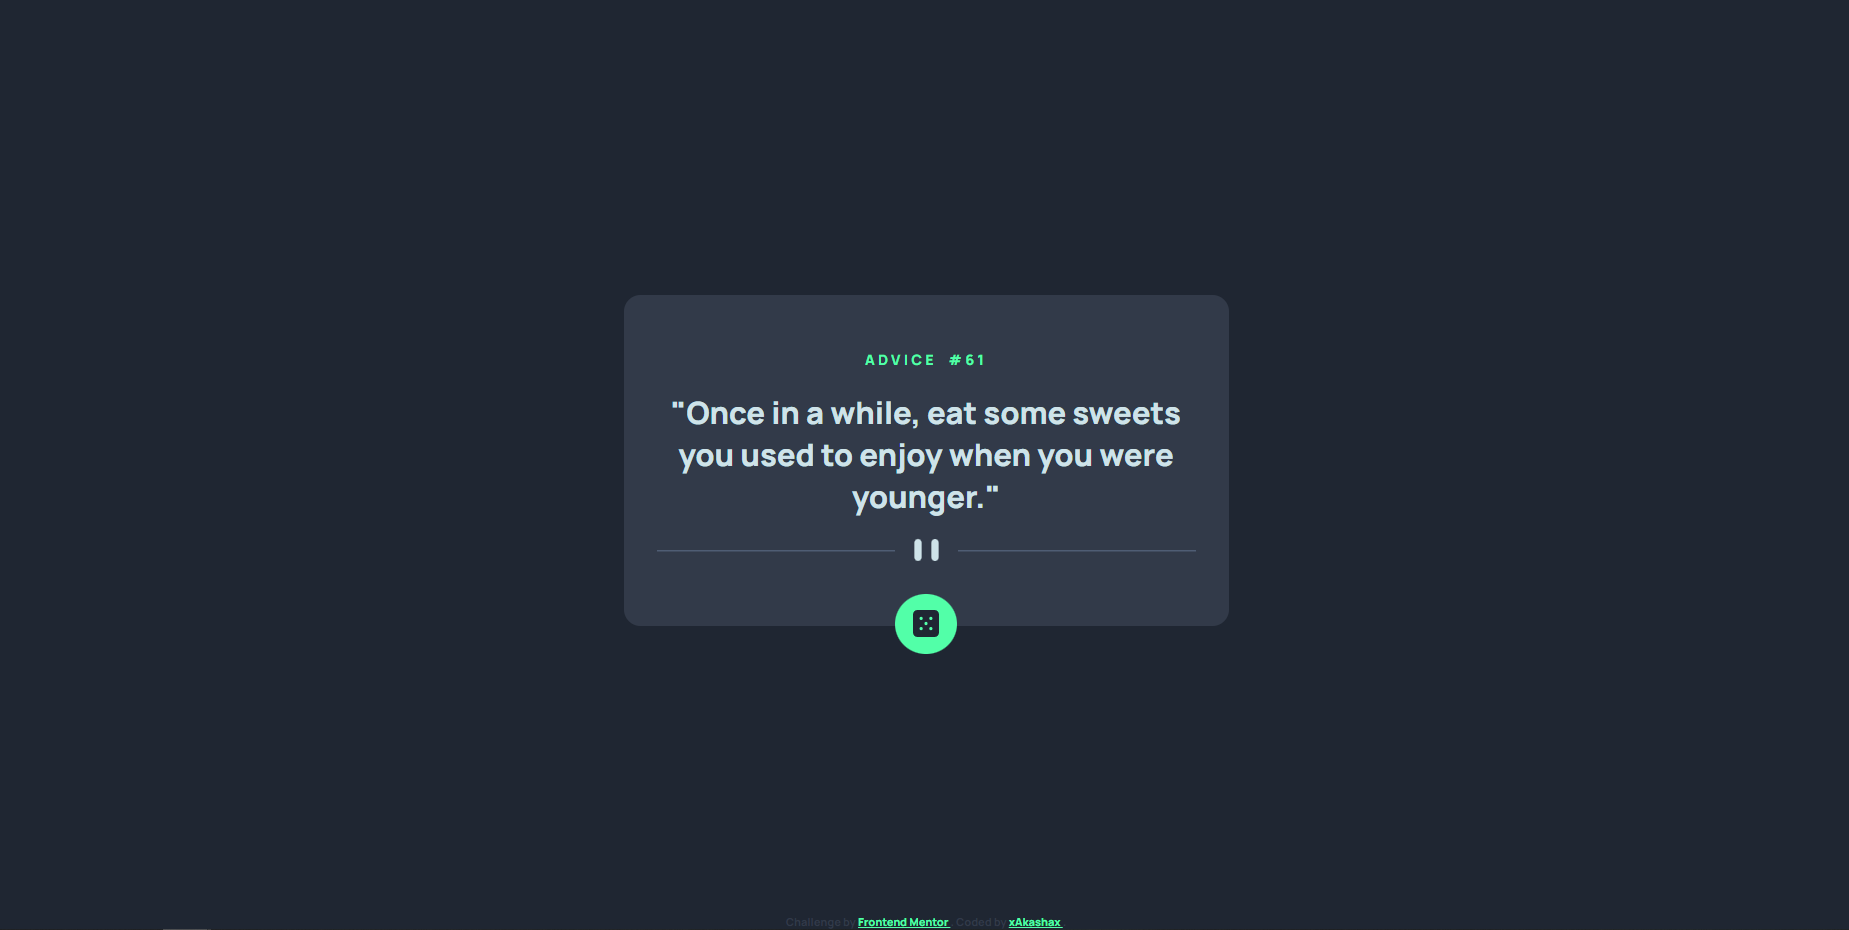 ADVICE #61
"Once in a while, eat some sweets
you used to enjoy when you were
younger."
Challenge by Frontend Mentor. Coded by xAkashax.